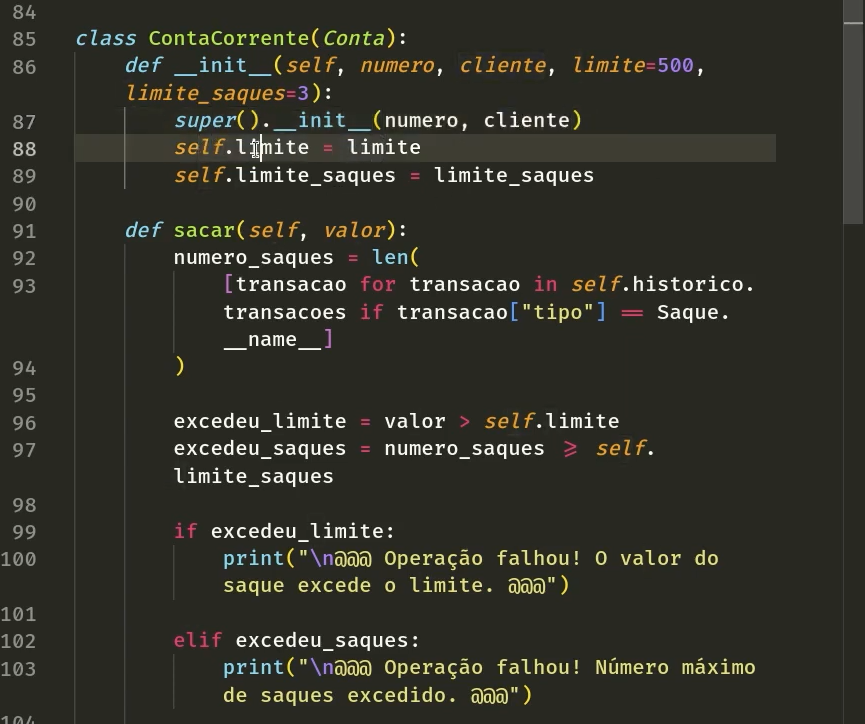 84
85 class ContaCorrente(Conta):
86 def __init__(self, numero, cliente, limite=500,
limite_saques=3):
87 super().__init__(numero, cliente)
88 self.limite = limite
89 self.limite_saques = limite_saques
90
91 def sacar(self, valor):
92 numero_saques = len(
93 [transacao for transacao in self.historico.
transacoes if transacao["tipo"] == Saque.
__name__]
94 )
95
96 excedeu_limite = valor > self.limite
97 excedeu_saques = numero_saques >= self.
limite_saques
98
99 if excedeu_limite:
100 print("\n@@@ Operação falhou! O valor do
saque excede o limite. @@@")
101
102 elif excedeu_saques:
103 print("\n@@@ Operação falhou! Número máximo
de saques excedido. @@@")
104